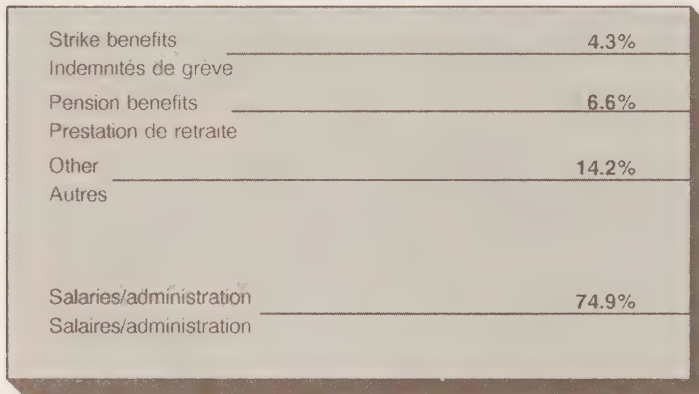 Strike benefits 4.3%
Indemnités de grève
Pension benefits 6.6%
Prestation de retraite
Other 14.2%
Autres
Salaries/administration 74.9%
Salaires/administration